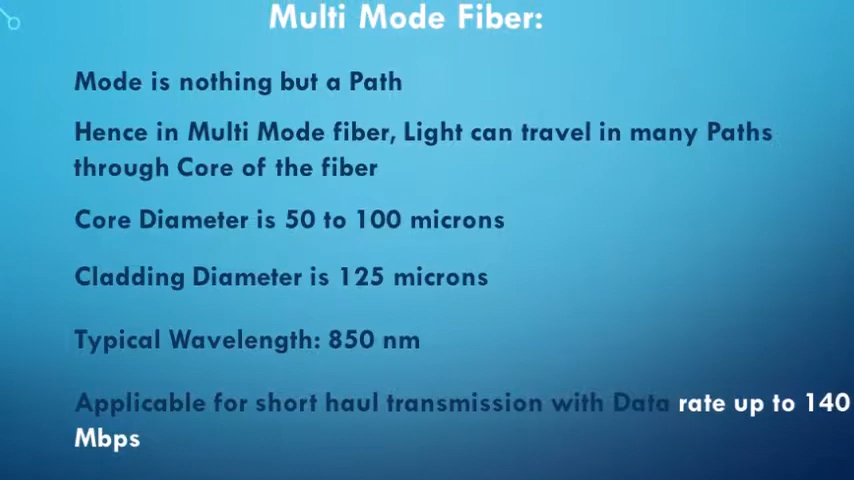 Multi Mode Fiber:
Mode is nothing but a Path
Hence in Multi Mode fiber, Light can travel in many Paths
through Core of the fiber
Core Diameter is 50 to 100 microns
Cladding Diameter is 125 microns
Typical Wavelength: 850 nm
Applicable for short haul transmission with Data rate up to 140
Mbps